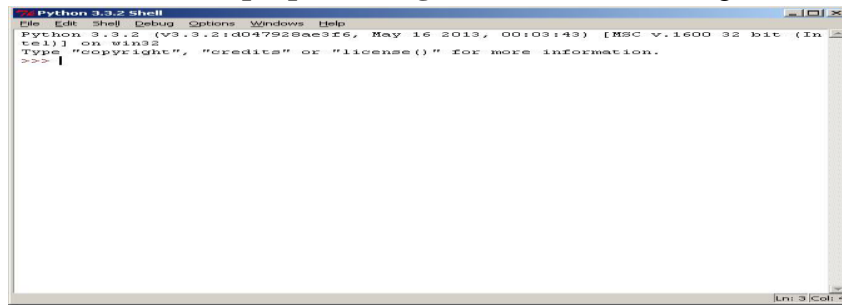 Python 3.3.2 Shell
File Edit Shell Debug Options Windows Help
Python 3.3.2 (v3.3.2:d047928ae3f6, May 16 2013, 00:03:43) [MSC v.1600 32 bit (In
tel)] on win32
Type "copyright", "credits" or "license()" for more information.
>>>
Ln: 3 Col: